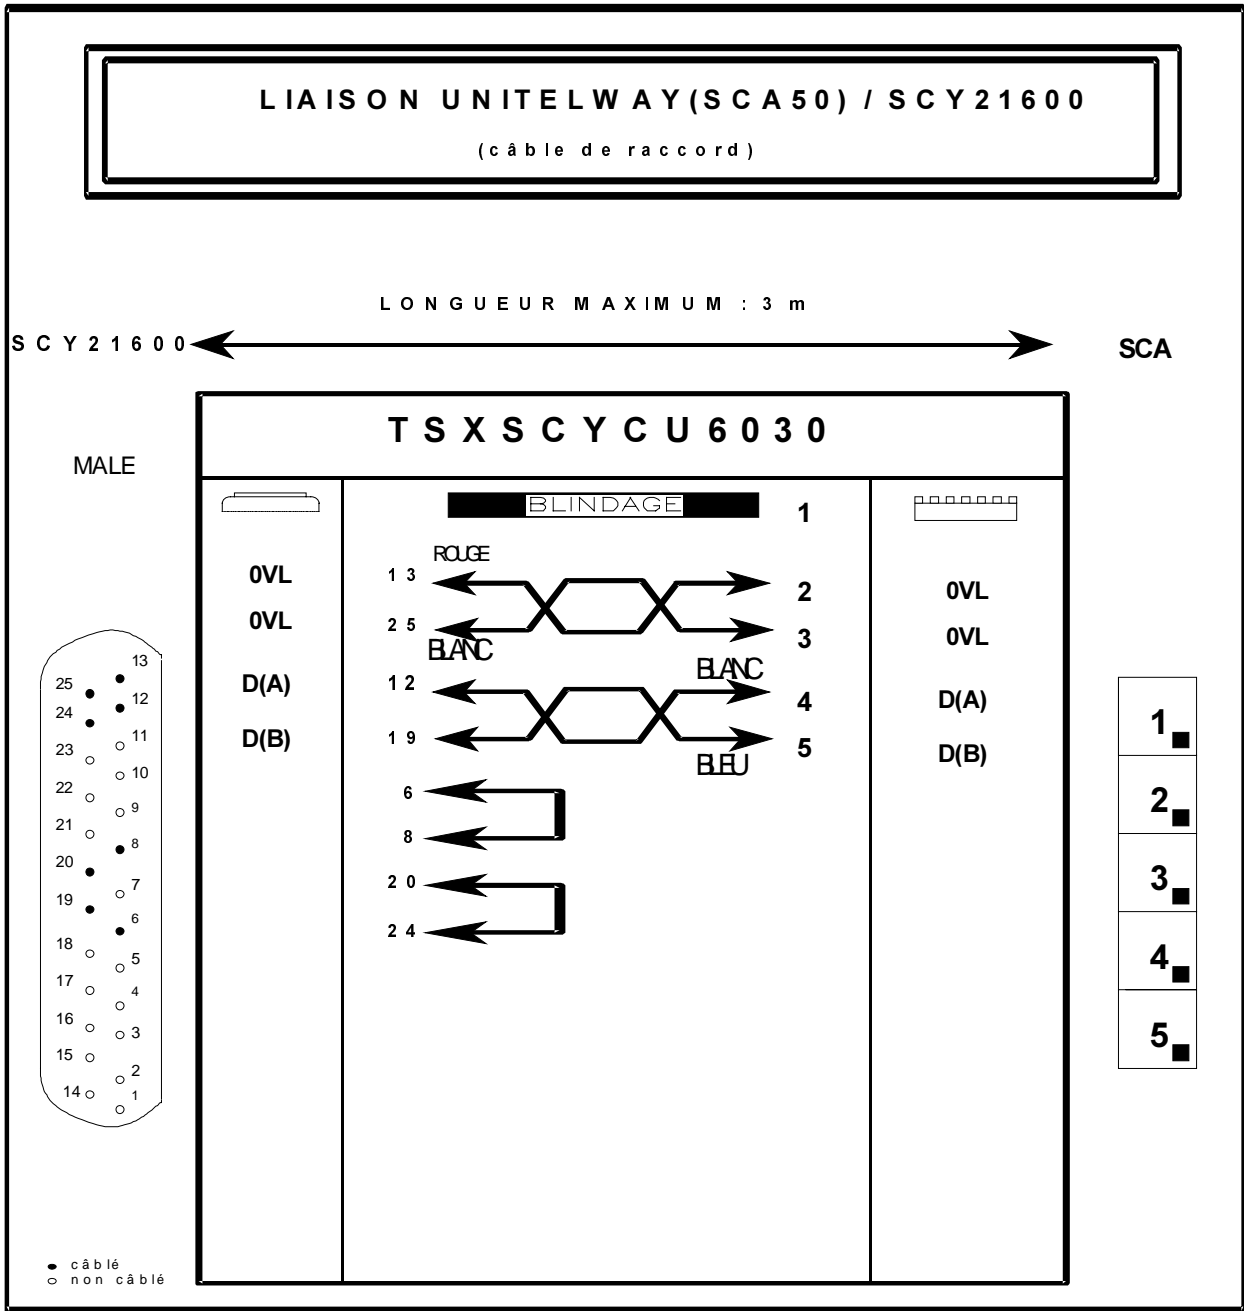 LIAISON UNITELWAY(SCA50) / SCY21600
(câble de raccord)
LONGUEUR MAXIMUM : 3 m
SCY21600
SCA
TSXSCYCU6030
MALE
BLINDAGE
1
ROUGE
0VL
13
2
0VL
0VL
25
3
0VL
BLANC
BLANC
D(A)
12
4
D(A)
D(B)
19
5
D(B)
BLEU
6
8
20
24
13
25
12
24
11
23
10
22
9
21
8
20
7
19
6
18
5
17
4
16
3
15
2
14
1
1
2
3
4
5
câblé
non câblé